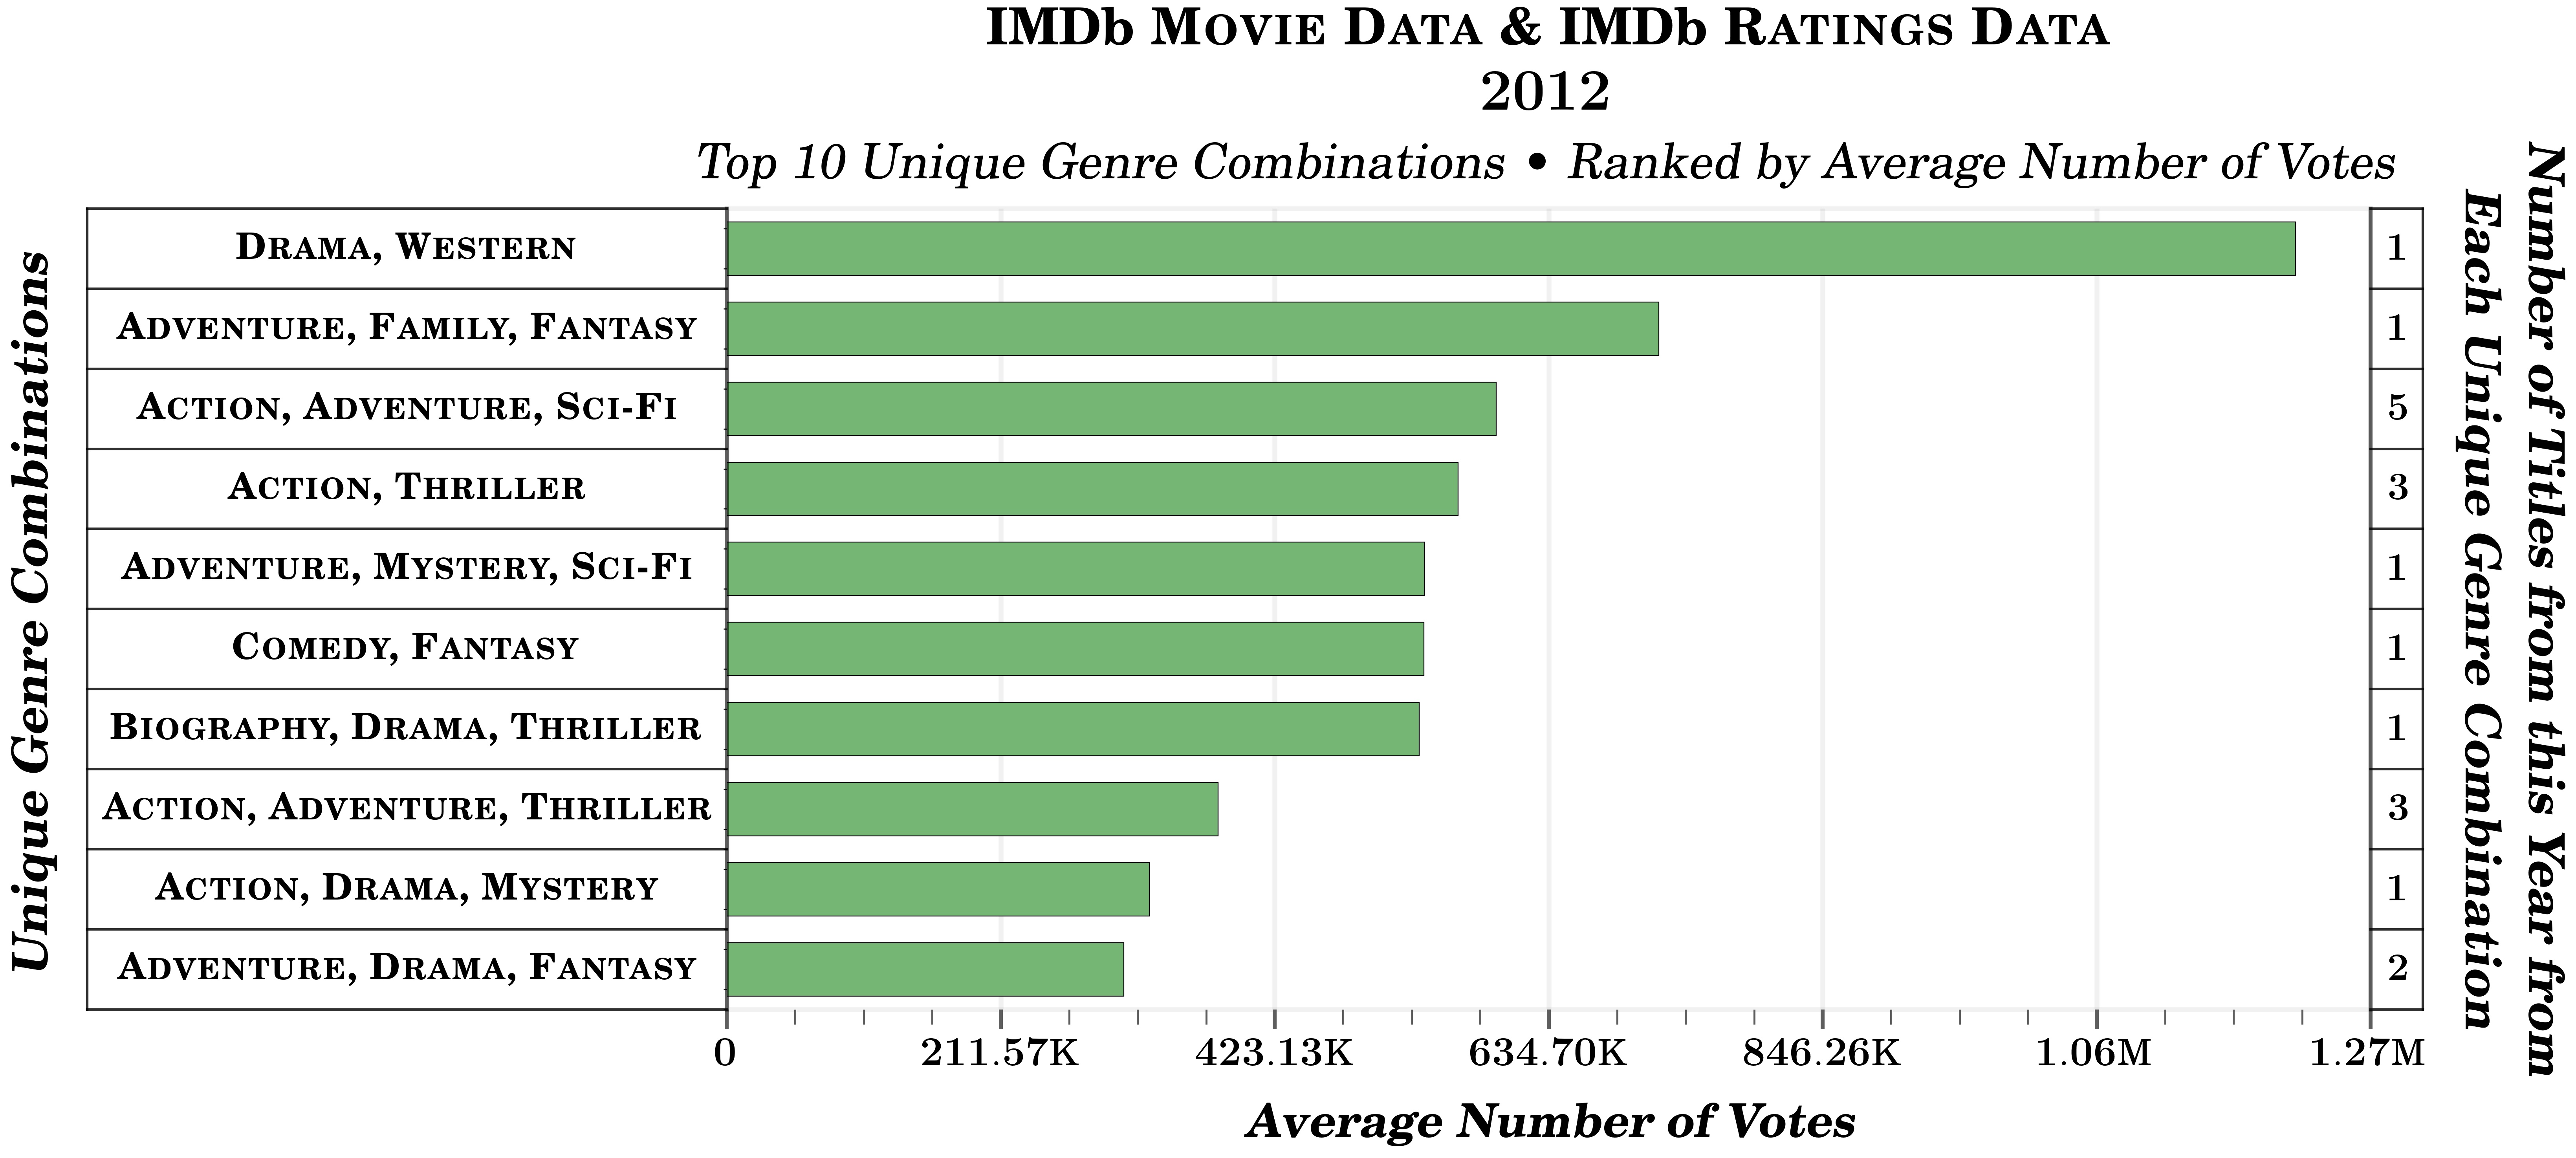 IMDb Movie Data & IMDb Ratings Data
2012
Top 10 Unique Genre Combinations • Ranked by Average Number of Votes
Unique Genre Combinations
Drama, Western
1
Adventure, Family, Fantasy
1
Action, Adventure, Sci-Fi
5
Action, Thriller
3
Adventure, Mystery, Sci-Fi
1
Comedy, Fantasy
1
Biography, Drama, Thriller
1
Action, Adventure, Thriller
3
Action, Drama, Mystery
1
Adventure, Drama, Fantasy
2
Number of Titles from this Year from
Each Unique Genre Combination
0 211.57K 423.13K 634.70K 846.26K 1.06M 1.27M
Average Number of Votes